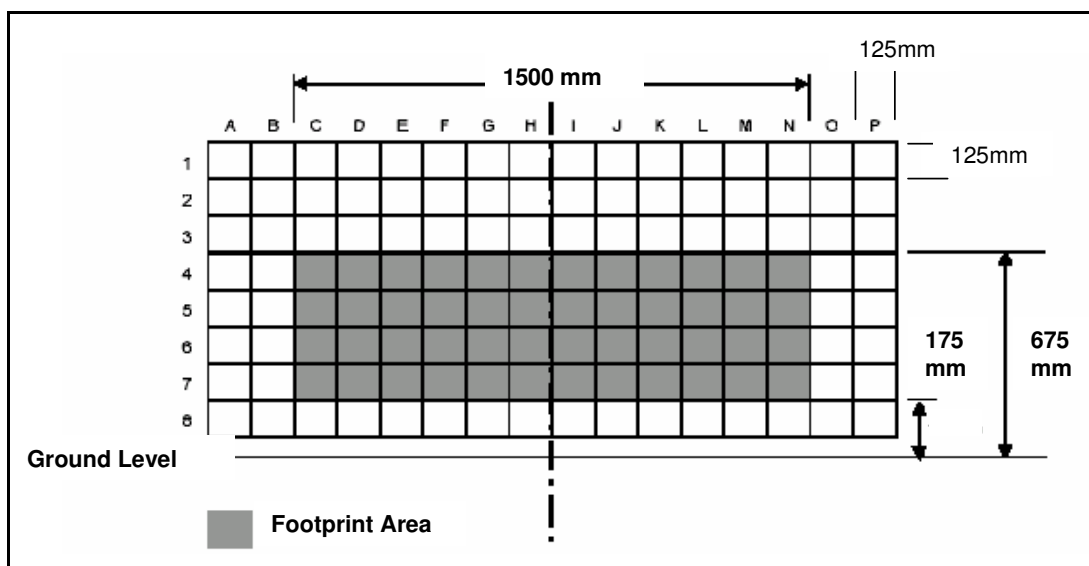 125mm
1500 mm
A B C D E F G H I J K L M N O P
1
125mm
2
3
4
5
175
mm
675
mm
6
7
8
Ground Level
Footprint Area